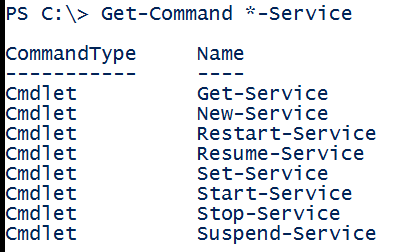 PS C:\> Get-Command *-Service
CommandType     Name
-----------     ----
Cmdlet          Get-Service
Cmdlet          New-Service
Cmdlet          Restart-Service
Cmdlet          Resume-Service
Cmdlet          Set-Service
Cmdlet          Start-Service
Cmdlet          Stop-Service
Cmdlet          Suspend-Service